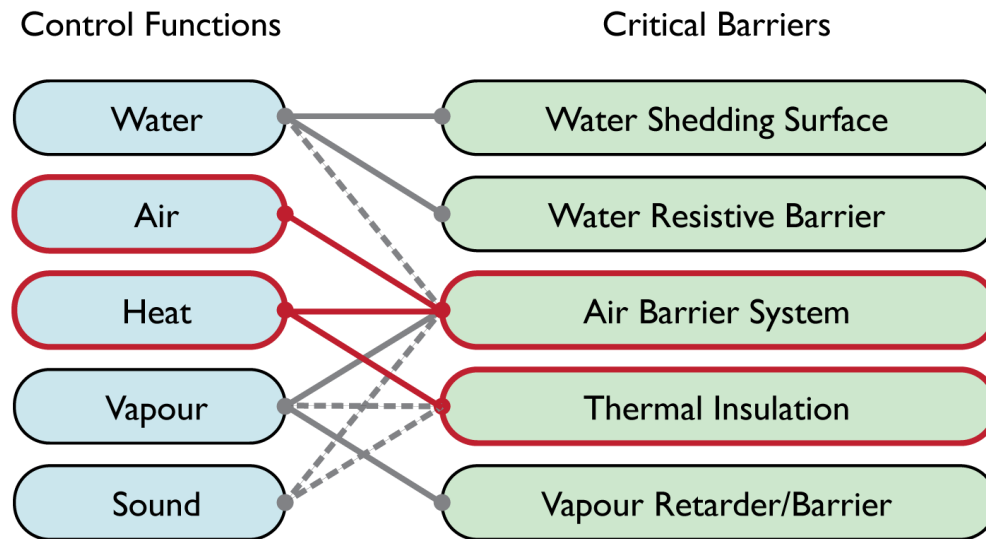 Control Functions
Critical Barriers
Water
Water Shedding Surface
Air
Water Resistive Barrier
Heat
Air Barrier System
Vapour
Thermal Insulation
Sound
Vapour Retarder/Barrier